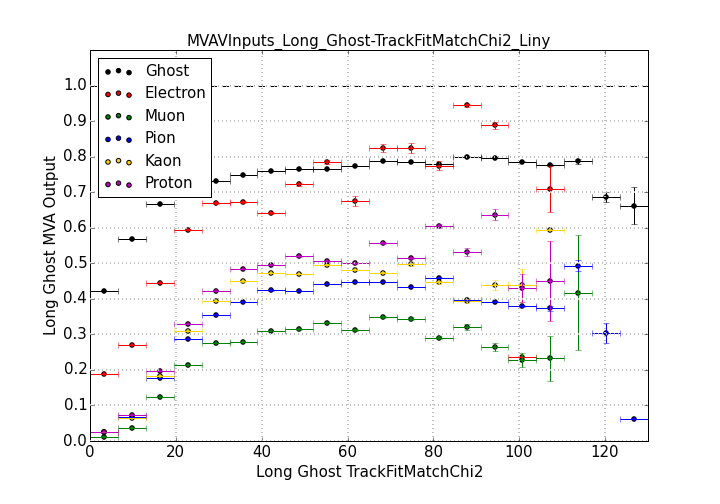 MVAVInputs_Long_Ghost-TrackFitMatchChi2_Liny
Ghost
Electron
Muon
Pion
Kaon
Proton
Long Ghost MVA Output
1.0
0.9
0.8
0.7
0.6
0.5
0.4
0.3
0.2
0.1
0.0
0 20 40 60 80 100 120
Long Ghost TrackFitMatchChi2